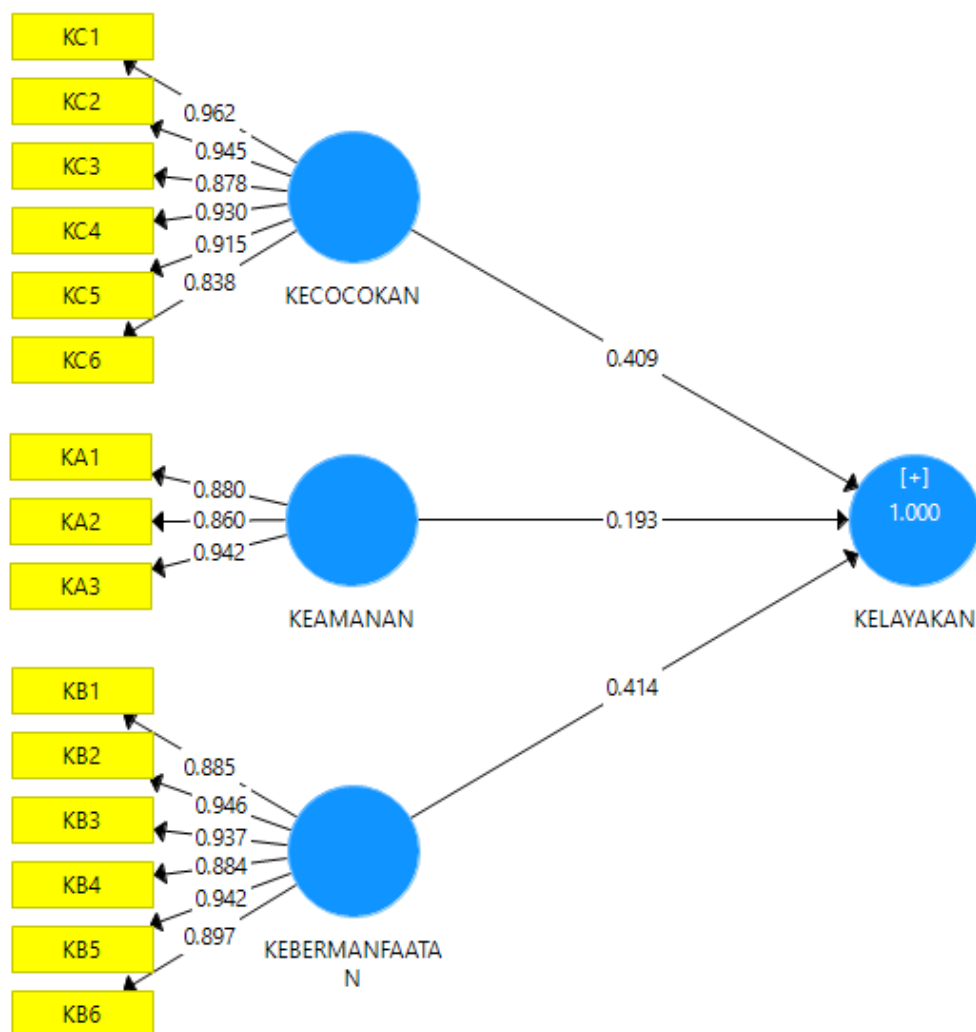 KC1
KC2
KC3
KC4
KC5
KC6
0.962
0.945
0.878
0.930
0.915
0.838
KECOCOKAN
0.409
KA1
KA2
KA3
0.880
0.860
0.942
KEAMANAN
0.193
[+]
1.000
KELAYAKAN
KB1
KB2
KB3
KB4
KB5
KB6
0.885
0.946
0.937
0.884
0.942
0.897
KEBERMANFAATA
N
0.414